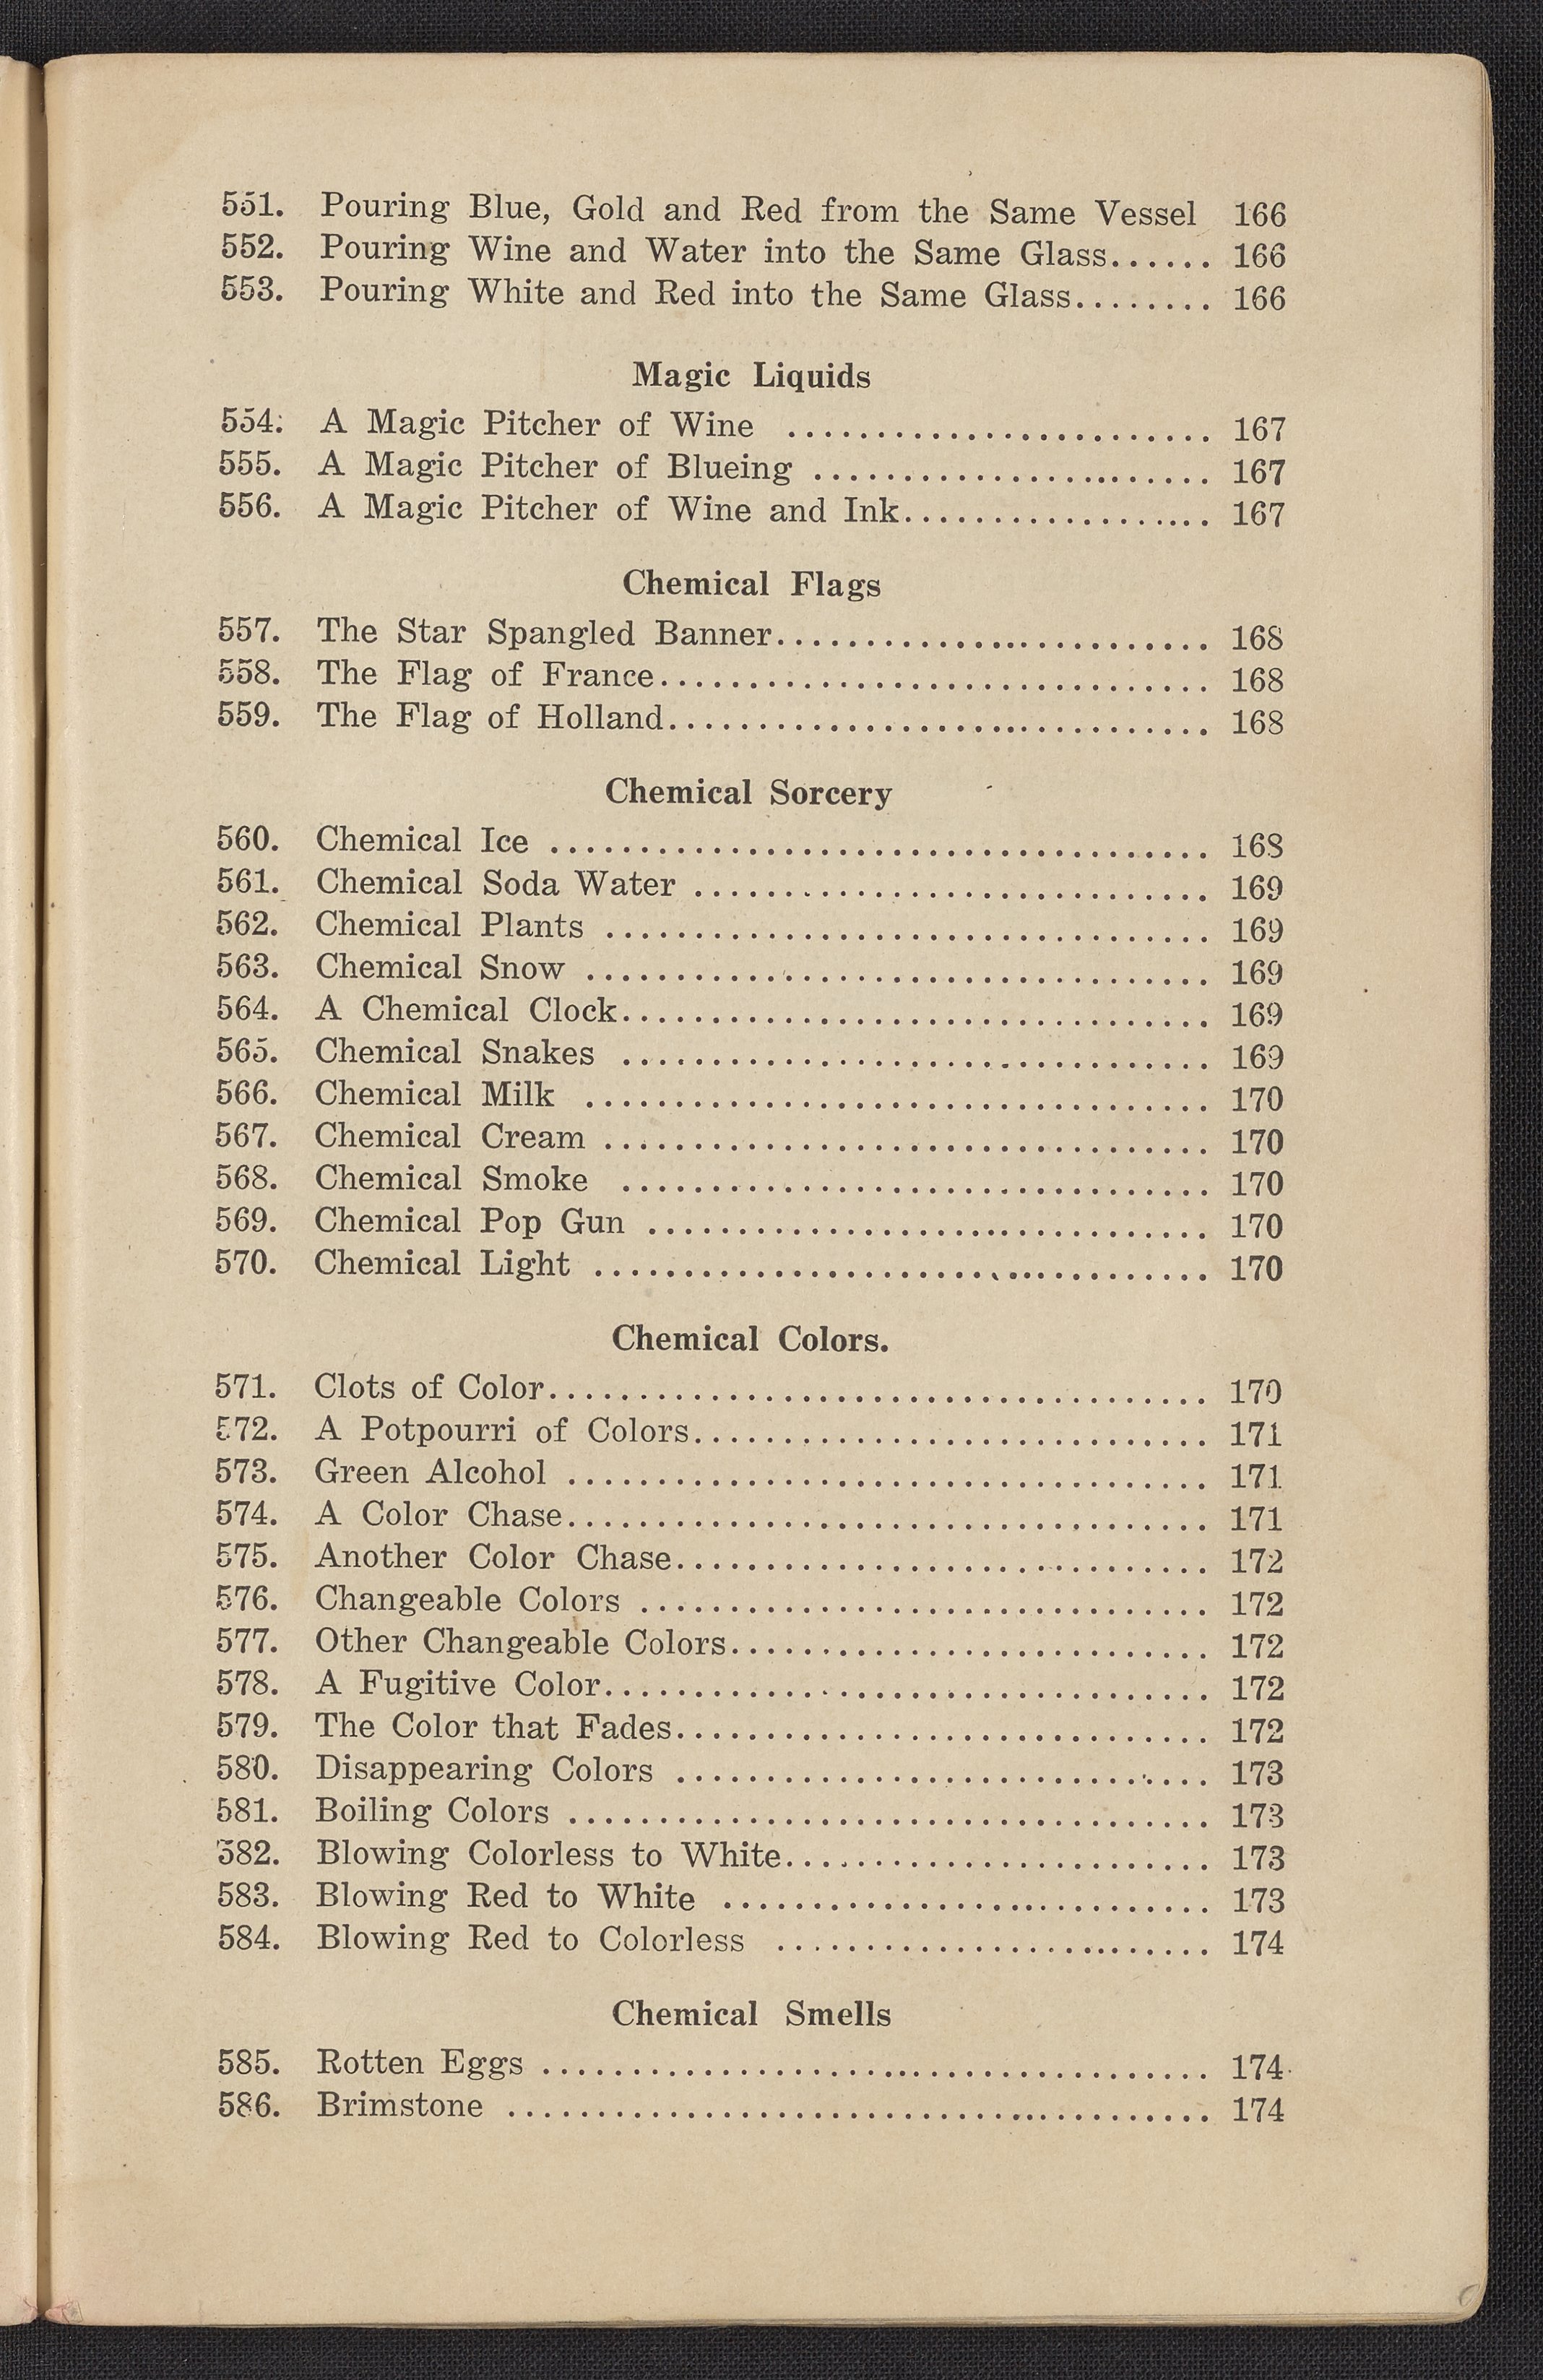 551. Pouring Blue, Gold and Red from the Same Vessel 166
552. Pouring Wine and Water into the Same Glass...... 166
553. Pouring White and Red into the Same Glass........ 166
Magic Liquids
554. A Magic Pitcher of Wine ........................ 167
555. A Magic Pitcher of Blueing ....................... 167
556. A Magic Pitcher of Wine and Ink.................. 167
Chemical Flags
557. The Star Spangled Banner........................... 168
558. The Flag of France............................... 168
559. The Flag of Holland............................... 168
Chemical Sorcery
560. Chemical Ice ...................................... 168
561. Chemical Soda Water .............................. 169
562. Chemical Plants ................................... 169
563. Chemical Snow .................................... 169
564. A Chemical Clock.................................. 169
565. Chemical Snakes .................................. 169
566. Chemical Milk .................................... 170
567. Chemical Cream ................................... 170
568. Chemical Smoke .................................. 170
569. Chemical Pop Gun ................................. 170
570. Chemical Light .................................... 170
Chemical Colors.
571. Clots of Color...................................... 170
572. A Potpourri of Colors.............................. 171
573. Green Alcohol ..................................... 171
574. A Color Chase..................................... 171
575. Another Color Chase............................... 172
576. Changeable Colors ................................. 172
577. Other Changeable Colors............................ 172
578. A Fugitive Color................................... 172
579. The Color that Fades............................... 172
580. Disappearing Colors ............................... 173
581. Boiling Colors ..................................... 173
582. Blowing Colorless to White......................... 173
583. Blowing Red to White ............................ 173
584. Blowing Red to Colorless ......................... 174
Chemical Smells
585. Rotten Eggs ....................................... 174
586. Brimstone ......................................... 174